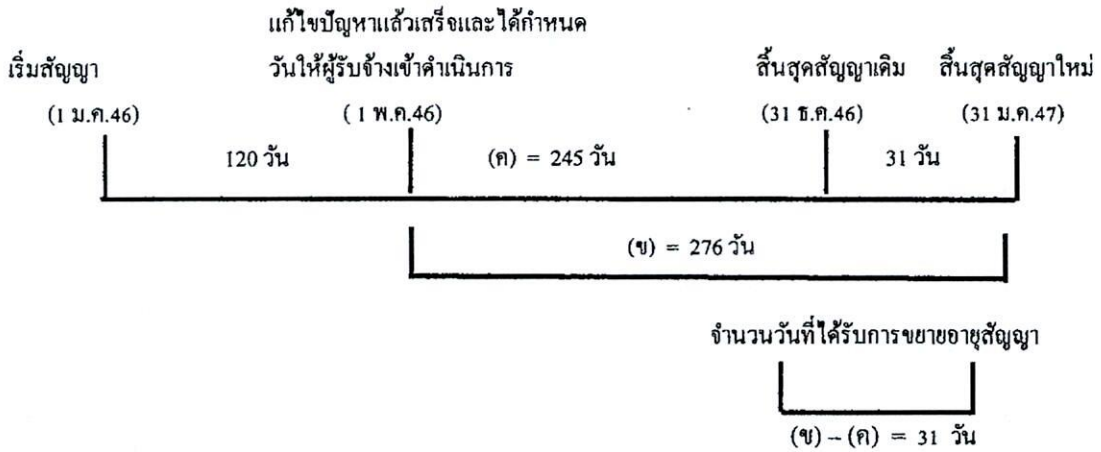 แก้ไขปัญหาแล้วเสร็จและได้กำหนด
เริ่มสัญญา วันให้ผู้รับจ้างเข้าดำเนินการ สิ้นสุดสัญญาเดิม สิ้นสุดสัญญาใหม่
(1 ม.ค.46) ( 1 พ.ค.46) (31 ธ.ค.46) (31 ม.ค.47)
120 วัน (ค) = 245 วัน 31 วัน
(ข) = 276 วัน
จำนวนวันที่ได้รับการขยายอายุสัญญา
(ข) – (ค) = 31 วัน